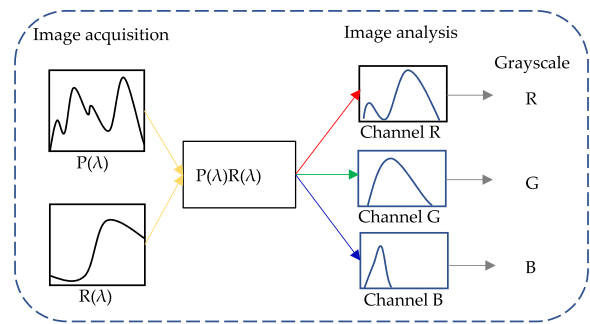 Image acquisition
Image analysis
Grayscale
P(λ)
R(λ)
P(λ)R(λ)
Channel R
R
Channel G
G
Channel B
B